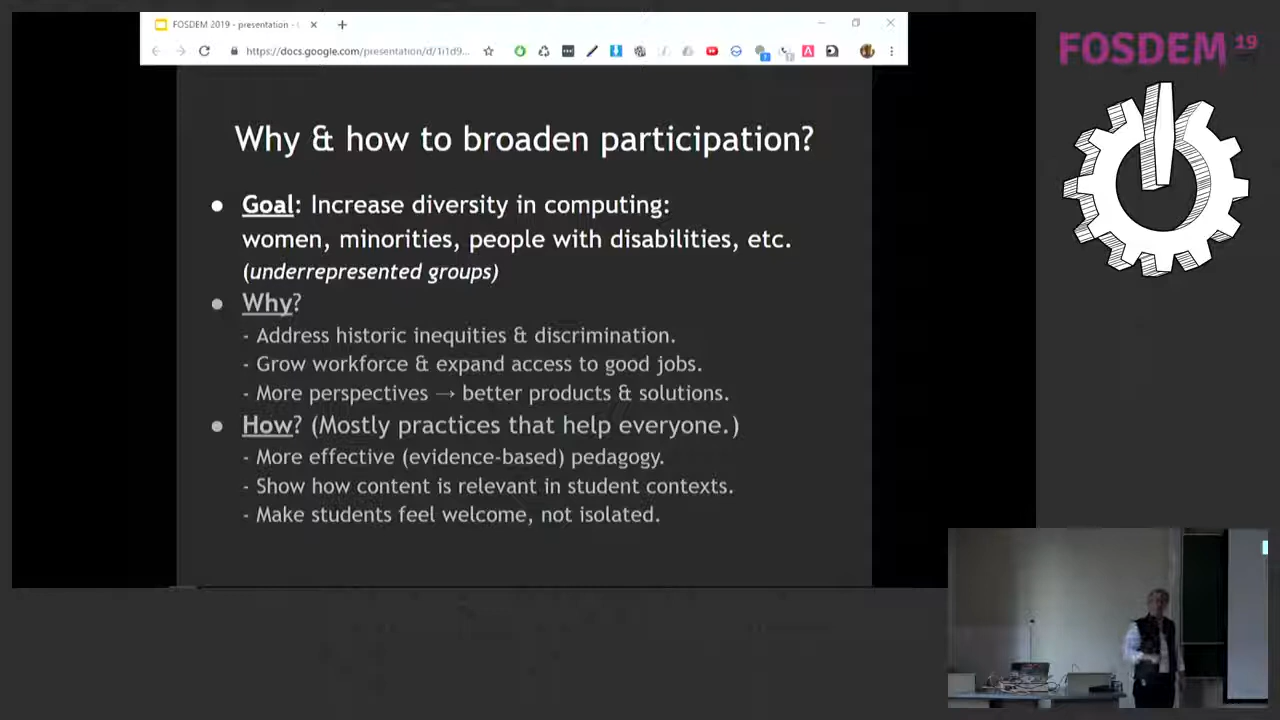 FOSDEM 2019 - presentation -
https://docs.google.com/presentation/d/1i1d9...
FOSDEM 19
Why & how to broaden participation?
● Goal: Increase diversity in computing:
women, minorities, people with disabilities, etc.
(underrepresented groups)
● Why?
- Address historic inequities & discrimination.
- Grow workforce & expand access to good jobs.
- More perspectives → better products & solutions.
● How? (Mostly practices that help everyone.)
- More effective (evidence-based) pedagogy.
- Show how content is relevant in student contexts.
- Make students feel welcome, not isolated.